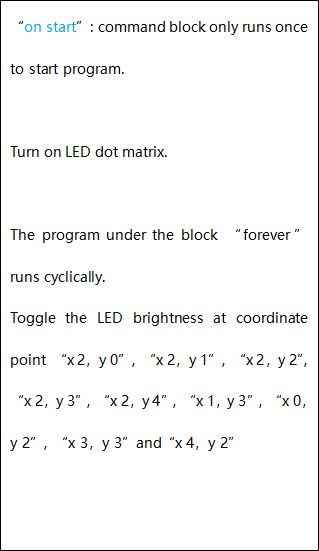 “on start” : command block only runs once
to start program.
Turn on LED dot matrix.
The program under the block “forever”
runs cyclically.
Toggle the LED brightness at coordinate
point “x 2, y 0” , “x 2, y 1” , “x 2, y 2”,
“x 2, y 3” , “x 2, y 4” , “x 1, y 3” , “x 0,
y 2” , “x 3, y 3” and “x 4, y 2”